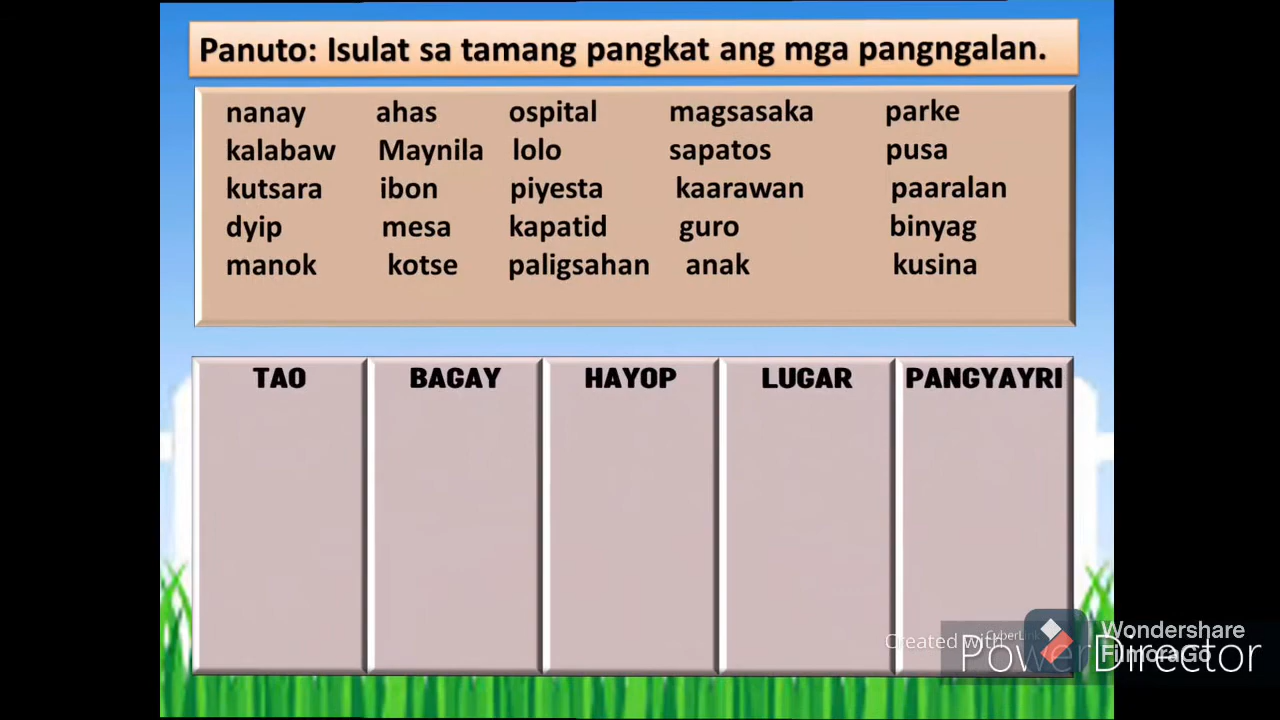 Panuto: Isulat sa tamang pangkat ang mga pangngalan.
nanay ahas ospital magsasaka parke
kalabaw Maynila lolo sapatos pusa
kutsara ibon piyesta kaarawan paaralan
dyip mesa kapatid guro binyag
manok kotse paligsahan anak kusina
TAO BAGAY HAYOP LUGAR PANGYAYRI
Created with
CyberLink
PowerDirector
Wondershare
FilmoraGo